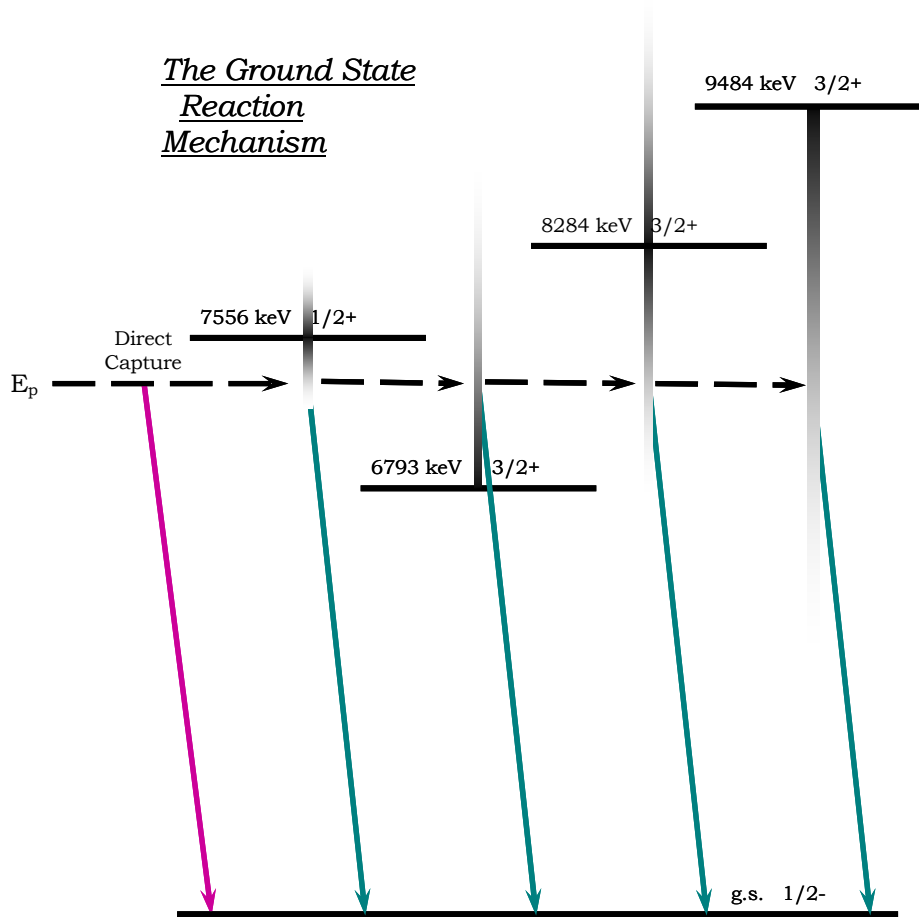 The Ground State
Reaction
Mechanism
9484 keV 3/2+
8284 keV 3/2+
7556 keV 1/2+
Direct
Capture
Ep
6793 keV 3/2+
g.s. 1/2-